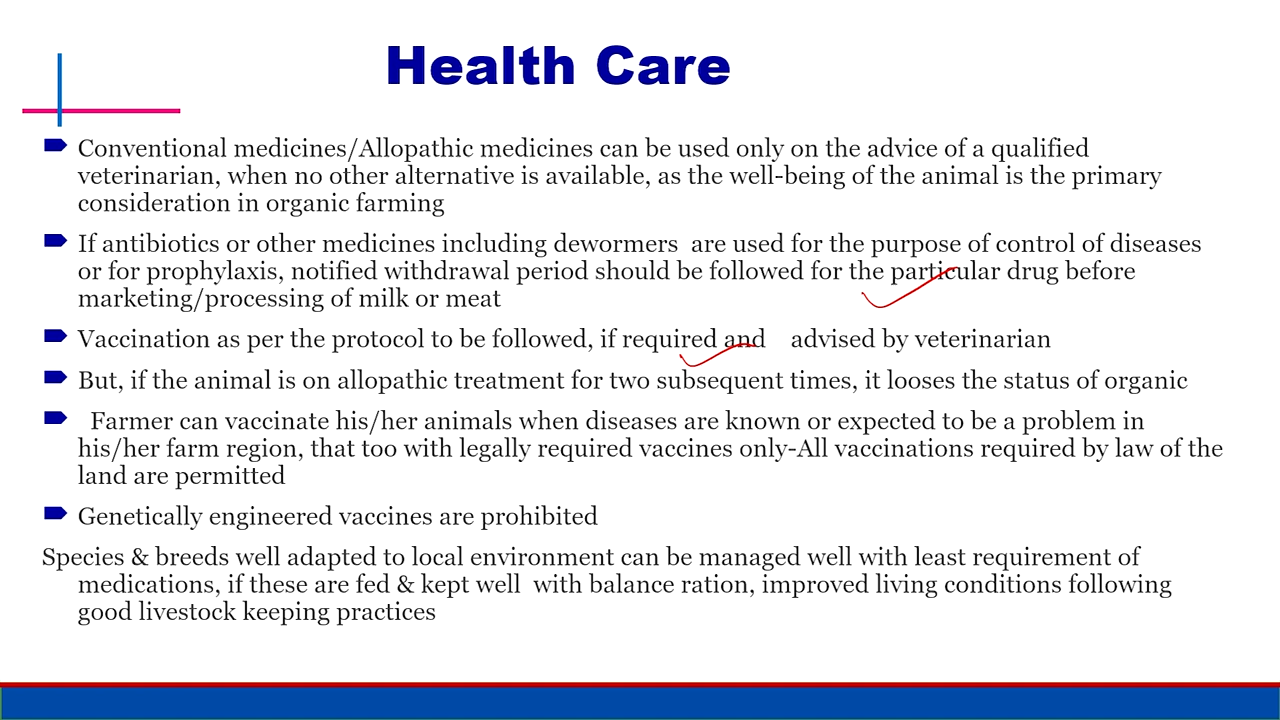 Health Care
Conventional medicines/Allopathic medicines can be used only on the advice of a qualified
veterinarian, when no other alternative is available, as the well-being of the animal is the primary
consideration in organic farming
If antibiotics or other medicines including dewormers  are used for the purpose of control of diseases
or for prophylaxis, notified withdrawal period should be followed for the particular drug before
marketing/processing of milk or meat
Vaccination as per the protocol to be followed, if required and    advised by veterinarian
But, if the animal is on allopathic treatment for two subsequent times, it looses the status of organic
Farmer can vaccinate his/her animals when diseases are known or expected to be a problem in
his/her farm region, that too with legally required vaccines only-All vaccinations required by law of the
land are permitted
Genetically engineered vaccines are prohibited
Species & breeds well adapted to local environment can be managed well with least requirement of
medications, if these are fed & kept well  with balance ration, improved living conditions following
good livestock keeping practices